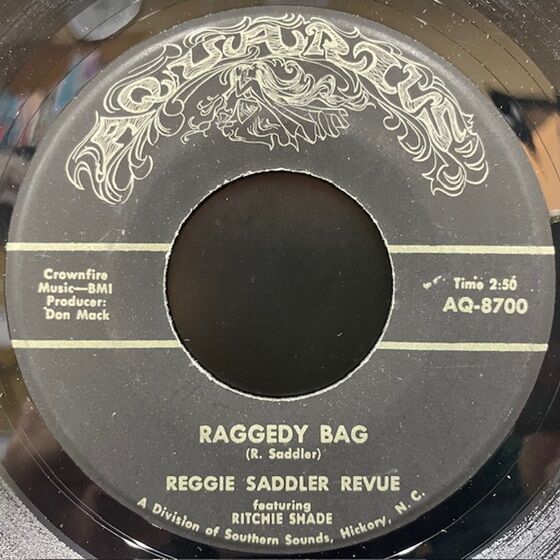 AQUARIUS
Crownfire
Music—BMI
Producer:
Don Mack
Time 2:50
AQ-8700
RAGGEDY BAG
(R. Saddler)
REGGIE SADDLER REVUE
featuring
RITCHIE SHADE
A Division of Southern Sounds, Hickory, N. C.